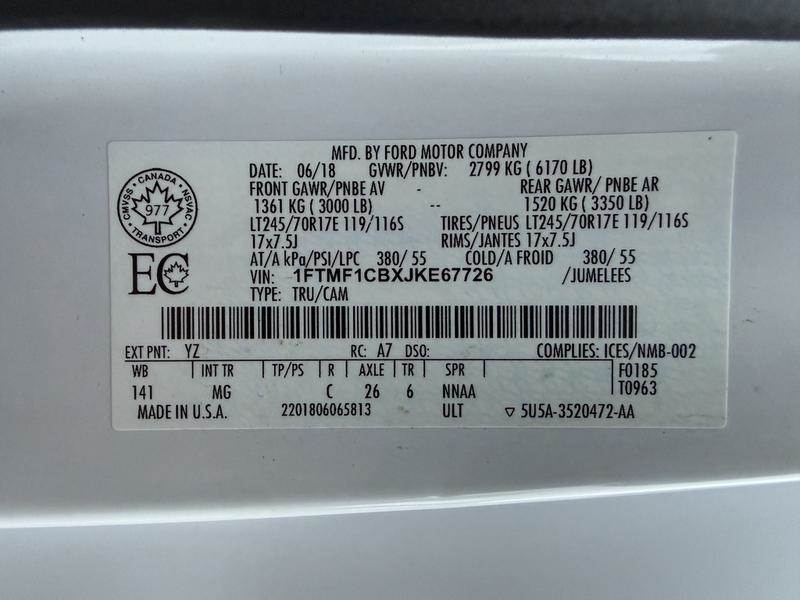 MFD. BY FORD MOTOR COMPANY
DATE: 06/18 GVWR/PNBV: 2799 KG ( 6170 LB)
FRONT GAWR/PNBE AV - REAR GAWR/ PNBE AR
1361 KG ( 3000 LB) -- 1520 KG ( 3350 LB)
LT245/70R17E 119/116S TIRES/PNEUS LT245/70R17E 119/116S
17x7.5J RIMS/JANTES 17x7.5J
AT/A kPa/PSI/LPC 380/ 55 COLD/A FROID 380/ 55
VIN: 1FTMF1CBXJKE67726 /JUMELEES
TYPE: TRU/CAM
CANADA
CMVSS 977 NSVAC
TRANSPORT
EC
EXT PNT: YZ RC: A7 DSO: COMPLIES: ICES/NMB-002
WB INT TR TP/PS R AXLE TR SPR F0185
141 MG C 26 6 NNAA T0963
MADE IN U.S.A. 2201806065813 ULT ▽ 5U5A-3520472-AA